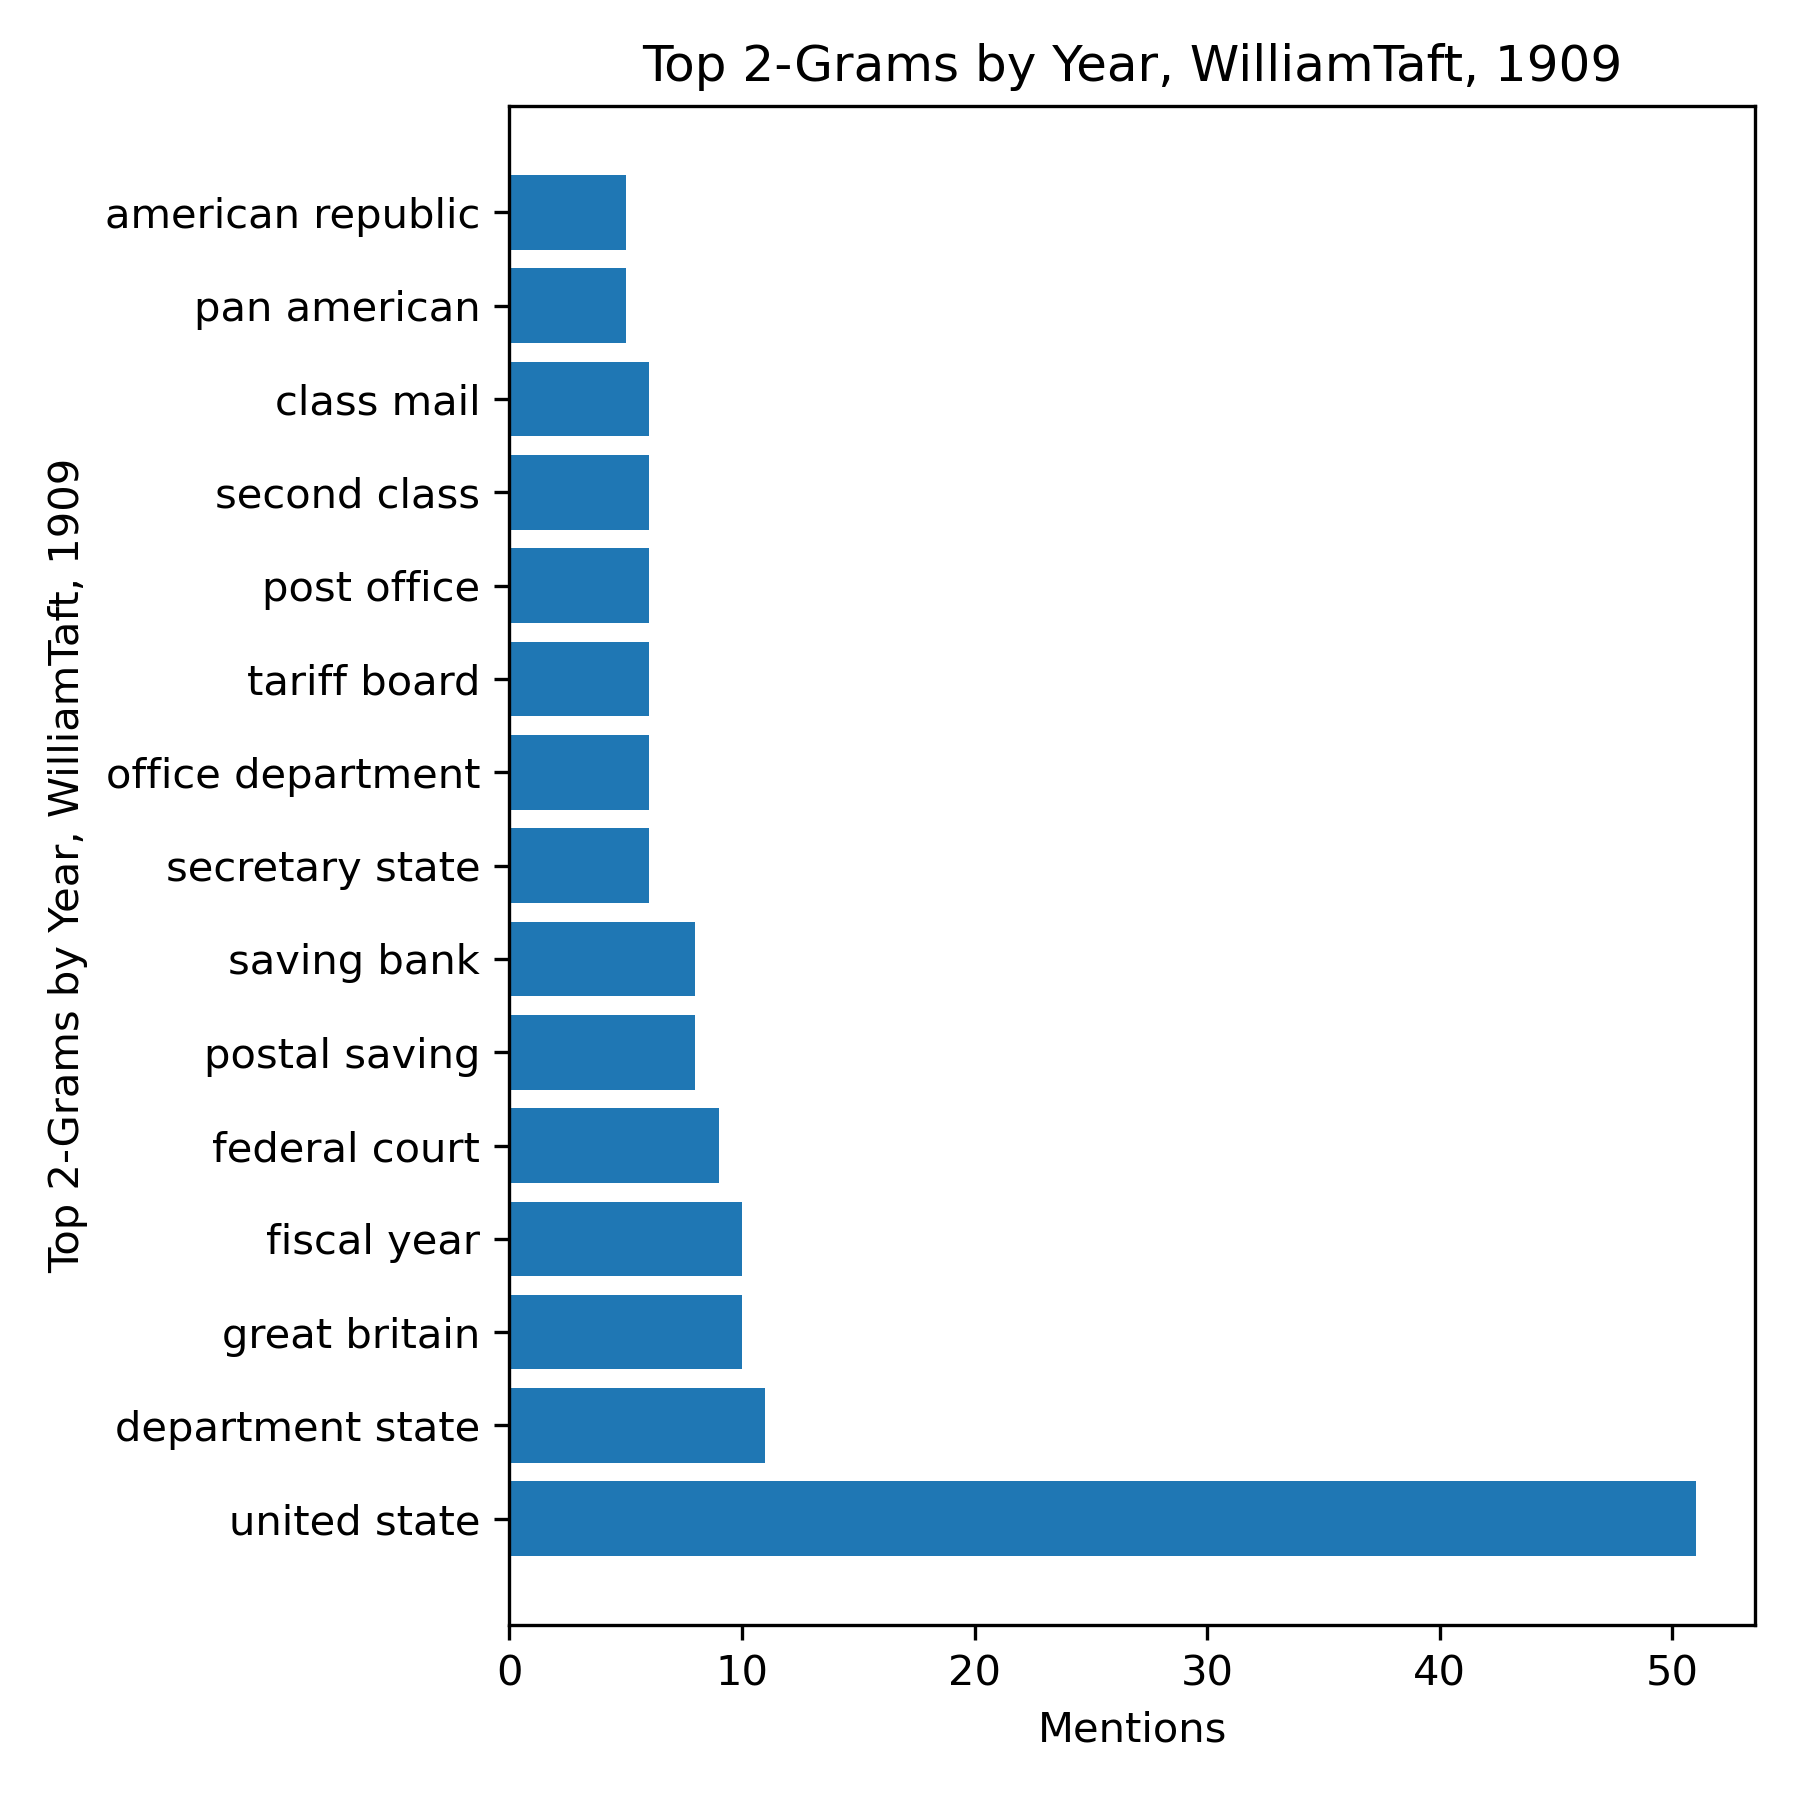 Top 2-Grams by Year, WilliamTaft, 1909
Top 2-Grams by Year, WilliamTaft, 1909
american republic
pan american
class mail
second class
post office
tariff board
office department
secretary state
saving bank
postal saving
federal court
fiscal year
great britain
department state
united state
0 10 20 30 40 50
Mentions